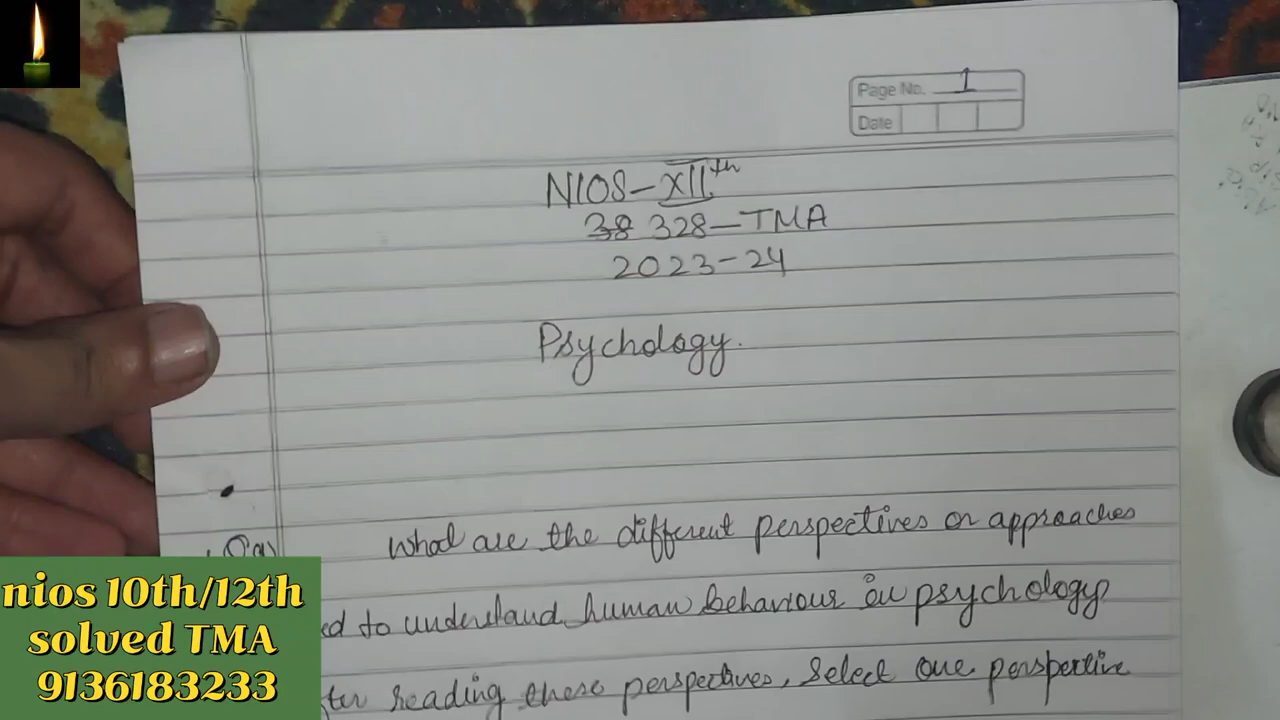 Page No. 1
Date
NIOS-XIIth
38 328-TMA
2023-24
Psychology.
Q(a) What are the different perspectives or approaches
ed to understand human behaviour in psychology
ter reading these perspectives, select one perspective
nios 10th/12th
solved TMA
9136183233